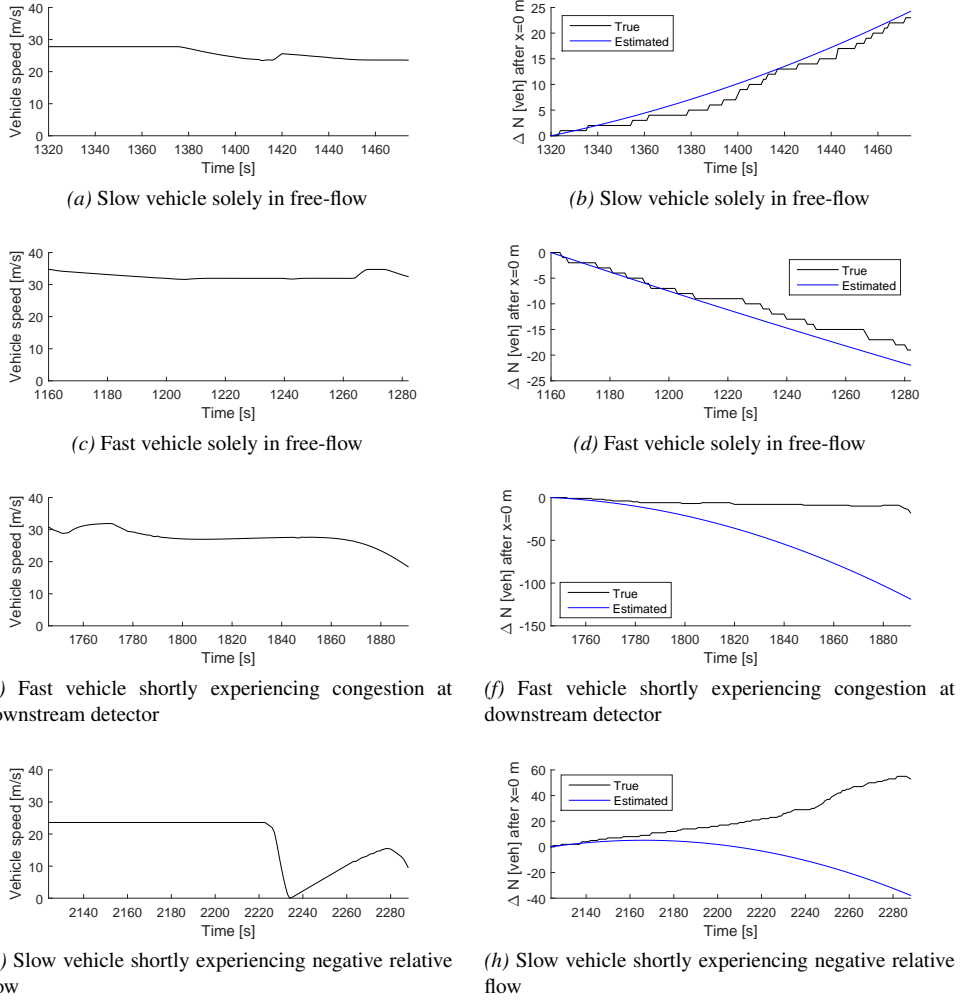 40
30
20
10
0
Vehicle speed [m/s]
1320 1340 1360 1380 1400 1420 1440 1460
Time [s]
(a) Slow vehicle solely in free-flow
25
20
15
10
5
0
Δ N [veh] after x=0 m
True
Estimated
1320 1340 1360 1380 1400 1420 1440 1460
Time [s]
(b) Slow vehicle solely in free-flow
40
30
20
10
0
Vehicle speed [m/s]
1160 1180 1200 1220 1240 1260 1280
Time [s]
(c) Fast vehicle solely in free-flow
0
-5
-10
-15
-20
-25
Δ N [veh] after x=0 m
True
Estimated
1160 1180 1200 1220 1240 1260 1280
Time [s]
(d) Fast vehicle solely in free-flow
40
30
20
10
0
Vehicle speed [m/s]
1760 1780 1800 1820 1840 1860 1880
Time [s]
) Fast vehicle shortly experiencing congestion at
wnstream detector
0
-50
-100
-150
Δ N [veh] after x=0 m
True
Estimated
1760 1780 1800 1820 1840 1860 1880
Time [s]
(f) Fast vehicle shortly experiencing congestion at
downstream detector
40
30
20
10
0
Vehicle speed [m/s]
2140 2160 2180 2200 2220 2240 2260 2280
Time [s]
) Slow vehicle shortly experiencing negative relative
ow
60
40
20
0
-20
-40
Δ N [veh] after x=0 m
True
Estimated
2140 2160 2180 2200 2220 2240 2260 2280
Time [s]
(h) Slow vehicle shortly experiencing negative relative
flow